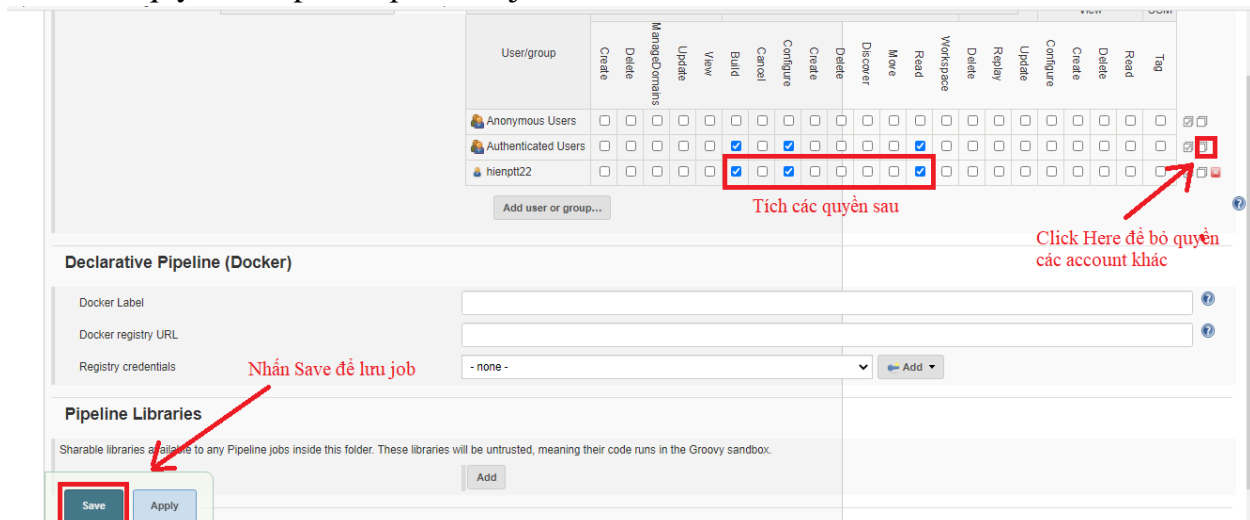 User/group
Create
Delete
ManageDomains
Update
View
Build
Cancel
Configure
Create
Delete
Discover
Move
Read
Workspace
Delete
Replay
Update
Configure
Create
Delete
Read
Tag
Anonymous Users
Authenticated Users
hienptt22
Add user or group...
Tích các quyền sau
Click Here để bỏ quyền
các account khác
Declarative Pipeline (Docker)
Docker Label
Docker registry URL
Registry credentials
- none -
Add
Nhấn Save để lưu job
Pipeline Libraries
Sharable libraries available to any Pipeline jobs inside this folder. These libraries will be untrusted, meaning their code runs in the Groovy sandbox.
Add
Save
Apply